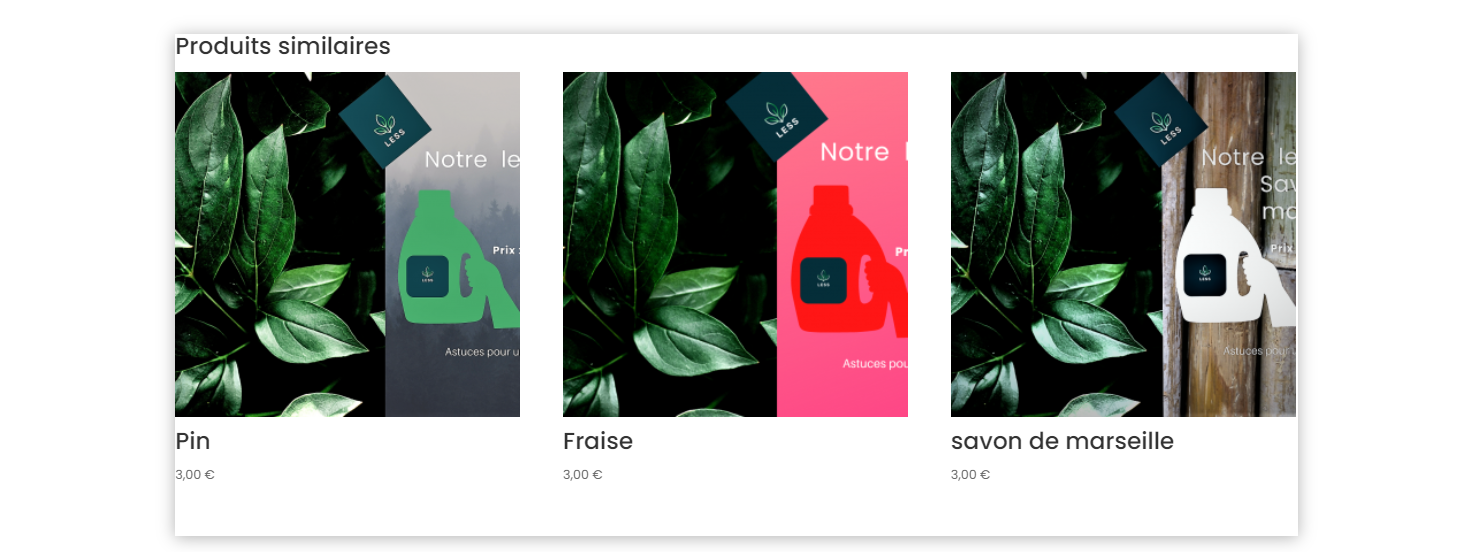 Produits similaires
LESS
Notre le
Prix :
LESS
Astuces pour u
Pin
3,00 €
LESS
Notre l
Pr
LESS
Astuces pou
Fraise
3,00 €
LESS
Notre le
Sav
ma
Prix
LESS
Astuces pour u
savon de marseille
3,00 €